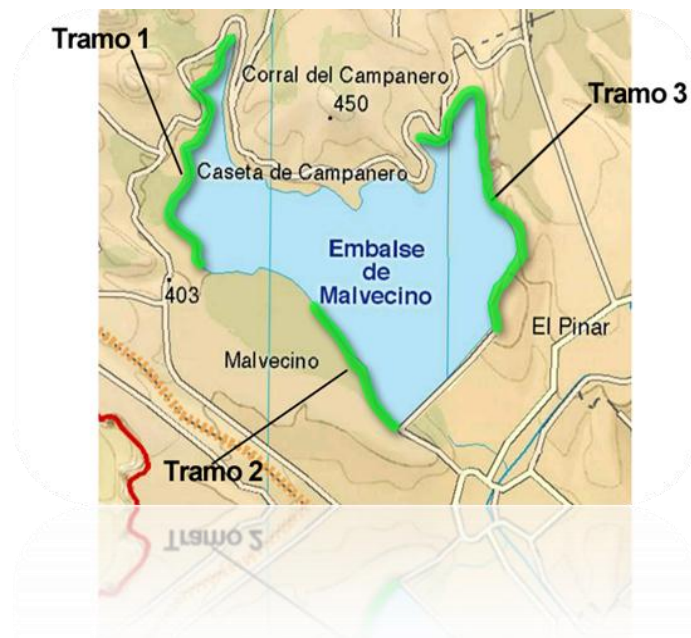 Tramo 1
Corral del Campanero
450
Tramo 3
Caseta de Campanero
Embalse
de
Malvecino
403
El Pinar
Malvecino
Tramo 2
Tramo 2